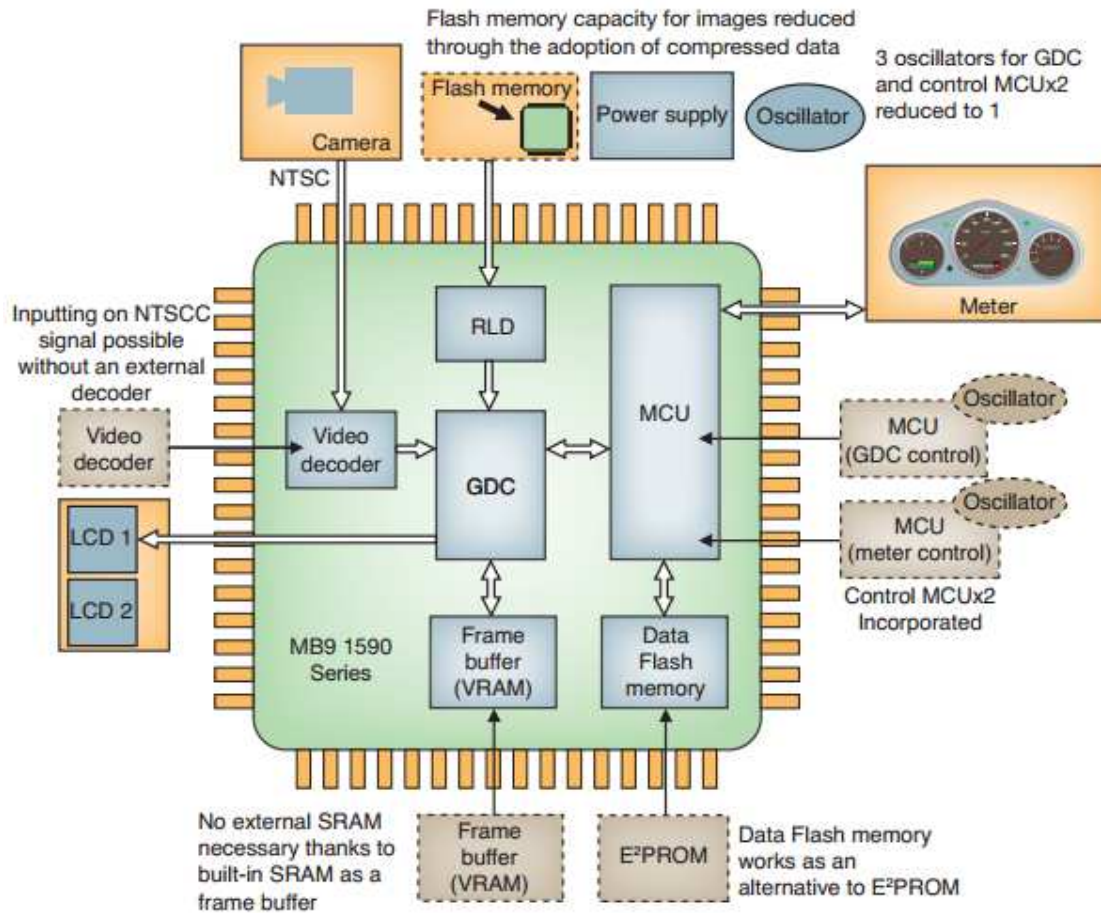 Flash memory capacity for images reduced
through the adoption of compressed data
3 oscillators for GDC
and control MCUx2
reduced to 1
Flash memory
Power supply
Oscillator
Camera
NTSC
Meter
Inputting on NTSCC
signal possible
without an external
decoder
RLD
MCU
Oscillator
MCU
(GDC control)
Video
decoder
Video
decoder
GDC
Oscillator
MCU
(meter control)
LCD 1
LCD 2
Control MCUx2
Incorporated
MB9 1590
Series
Frame
buffer
(VRAM)
Data
Flash
memory
No external SRAM
necessary thanks to
built-in SRAM as a
frame buffer
Frame
buffer
(VRAM)
E²PROM
Data Flash memory
works as an
alternative to E²PROM